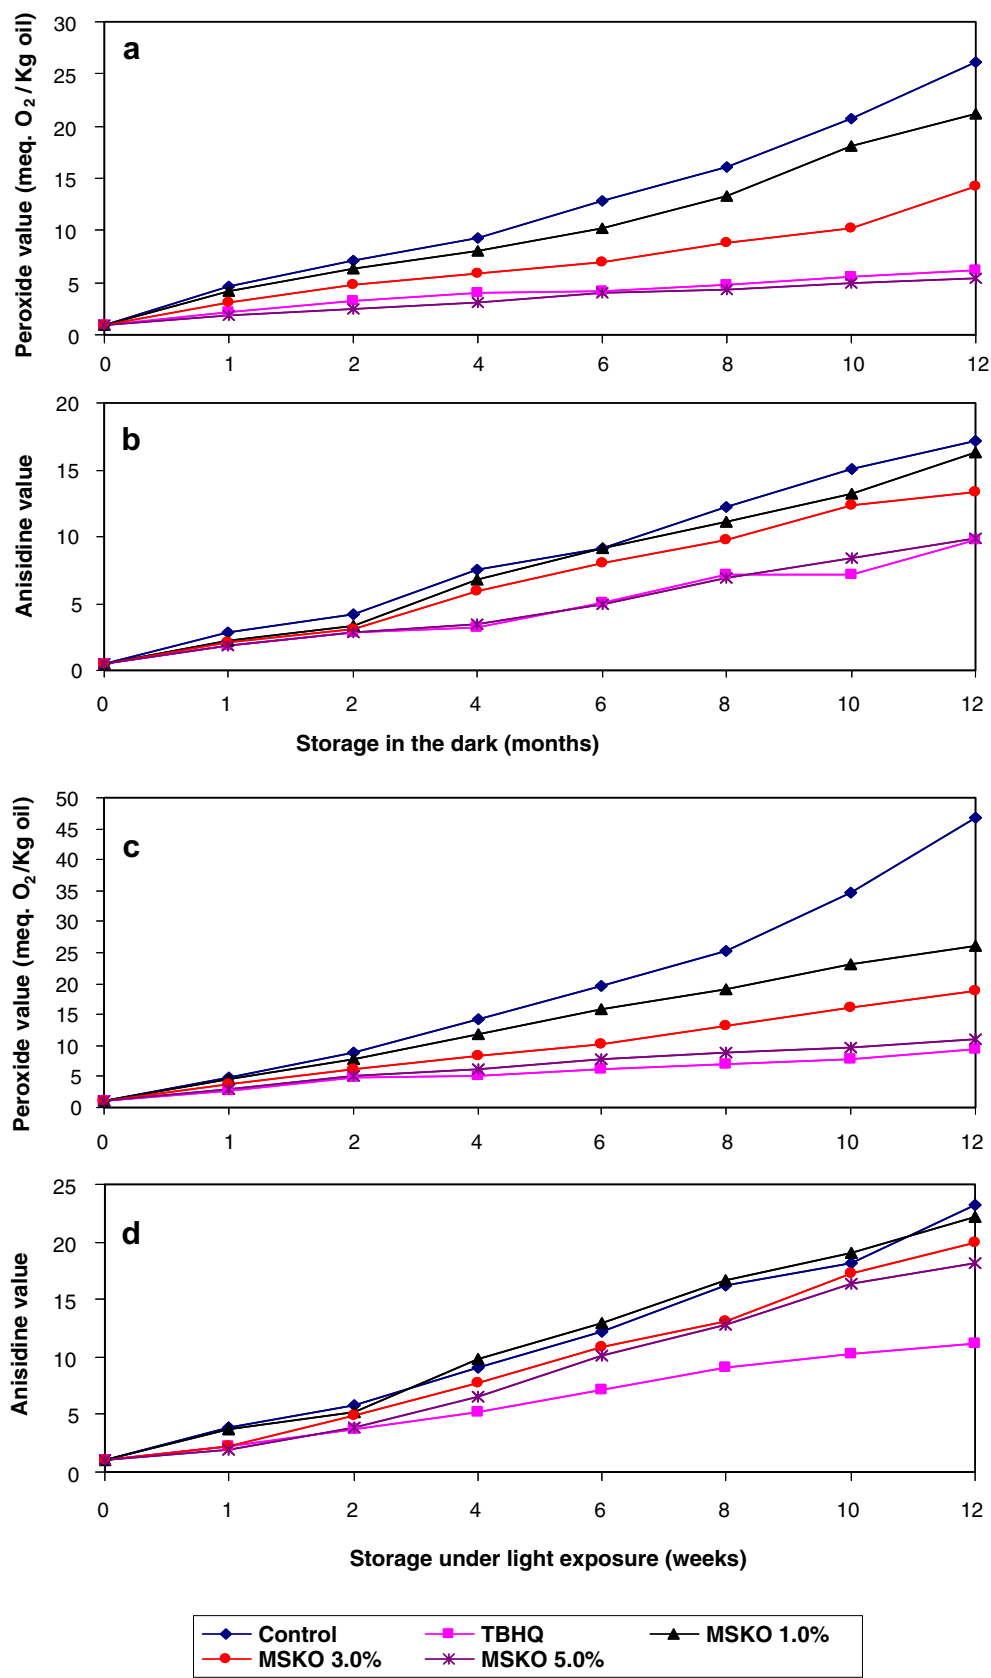 a
Peroxide value (meq. O2 / Kg oil)
30
25
20
15
10
5
0
0 1 2 4 6 8 10 12
b
Anisidine value
20
15
10
5
0
0 1 2 4 6 8 10 12
Storage in the dark (months)
c
Peroxide value (meq. O2/Kg oil)
50
45
40
35
30
25
20
15
10
5
0
0 1 2 4 6 8 10 12
d
Anisidine value
25
20
15
10
5
0
0 1 2 4 6 8 10 12
Storage under light exposure (weeks)
Control TBHQ MSKO 1.0%
MSKO 3.0% MSKO 5.0%